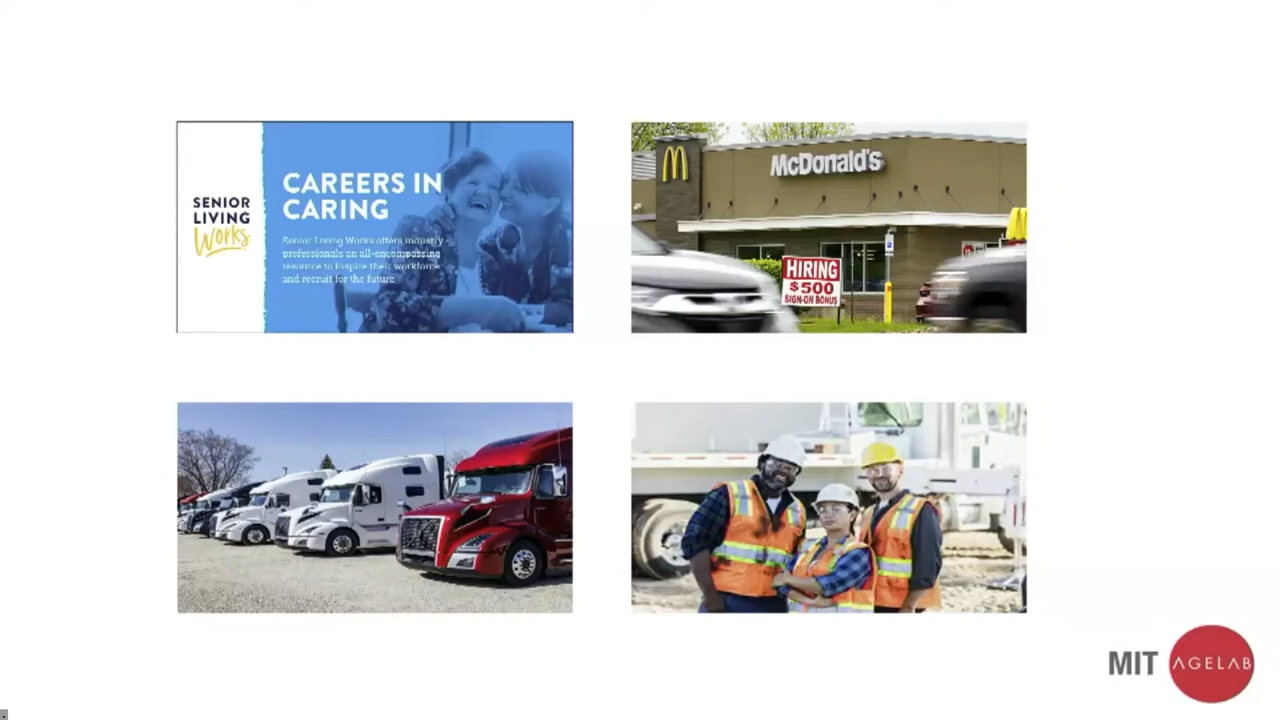 SENIOR
LIVING
Works
CAREERS IN
CARING
Senior Living Works offers industry
professionals an all-encompassing
resource to inspire their workforce
and recruit for the future
McDonald's
HIRING
$500
SIGN-ON BONUS
MIT AGELAB